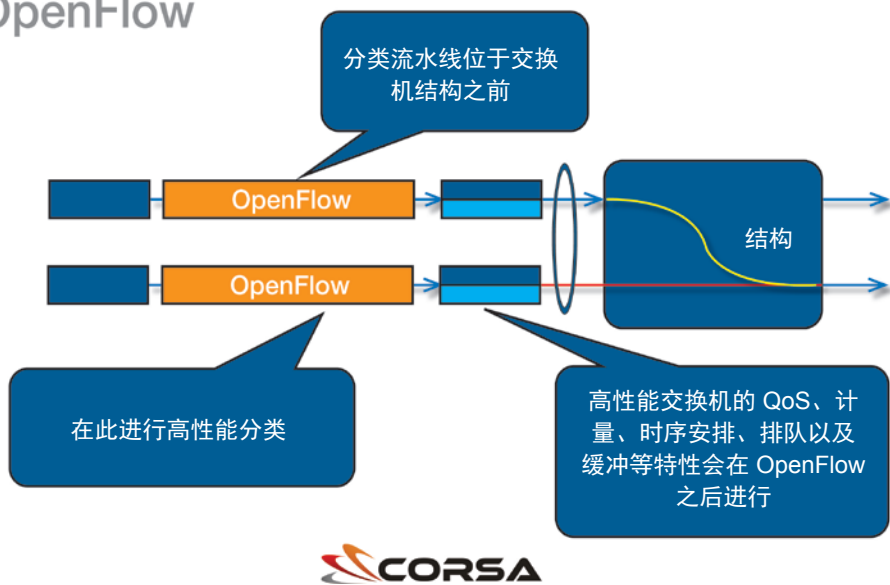 OpenFlow
分类流水线位于交换
机结构之前
OpenFlow
结构
OpenFlow
在此进行高性能分类
高性能交换机的 QoS、计
量、时序安排、排队以及
缓冲等特性会在 OpenFlow
之后进行
CORSA